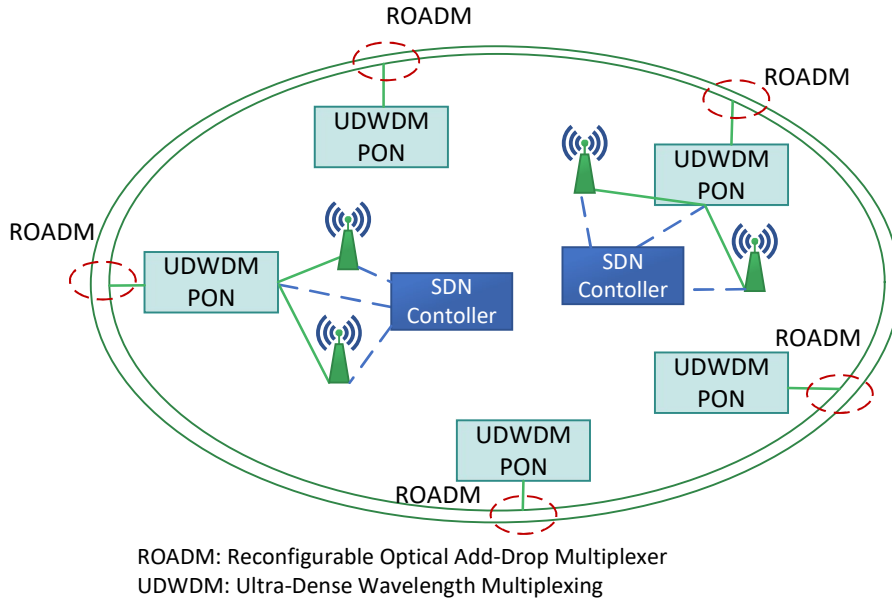 ROADM
ROADM
UDWDM
PON
UDWDM
PON
ROADM
UDWDM
PON
SDN
Contoller
SDN
Contoller
ROADM
UDWDM
PON
UDWDM
PON
ROADM
ROADM: Reconfigurable Optical Add-Drop Multiplexer
UDWDM: Ultra-Dense Wavelength Multiplexing